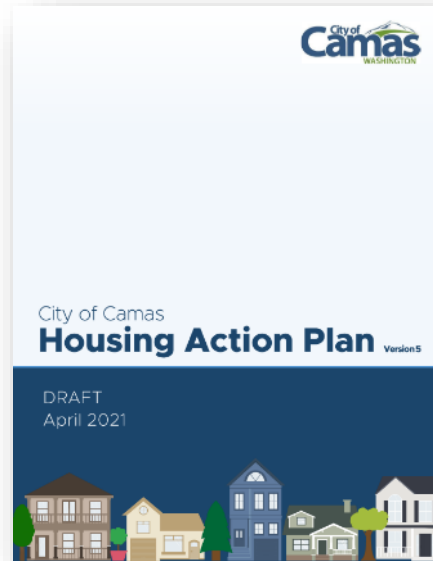 City of
Camas
WASHINGTON
City of Camas
Housing Action Plan Version 5
DRAFT
April 2021